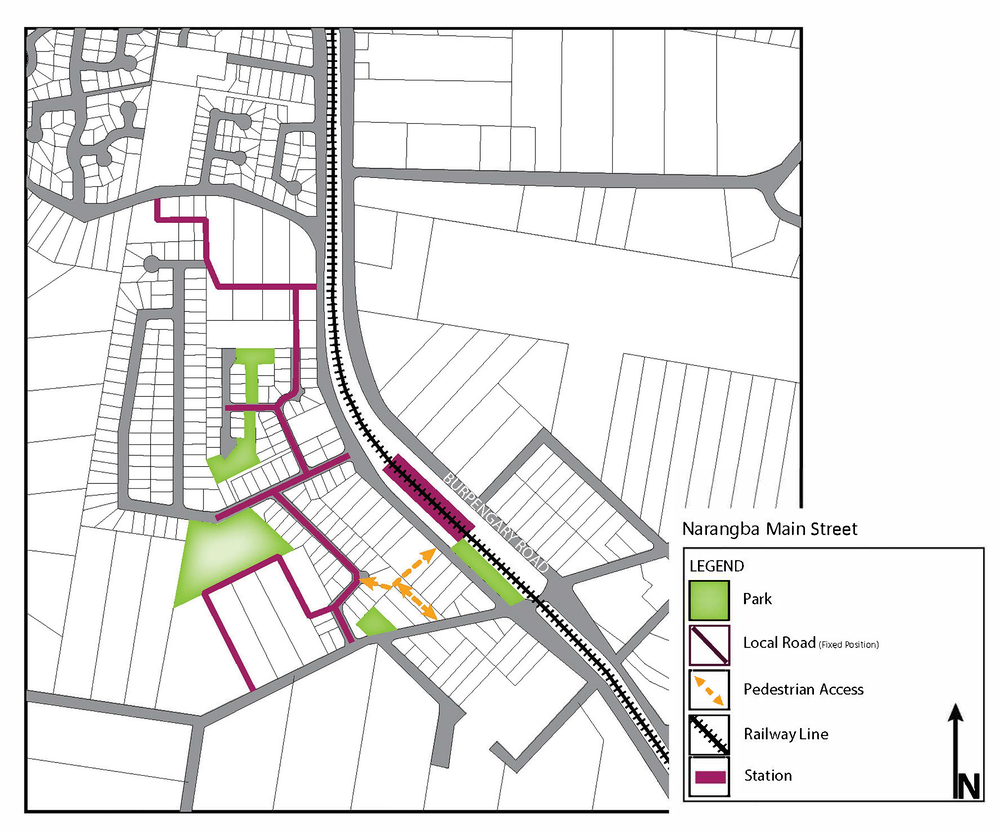 BURPENGARY ROAD
Narangba Main Street
LEGEND
Park
Local Road (Fixed Position)
Pedestrian Access
Railway Line
Station
N